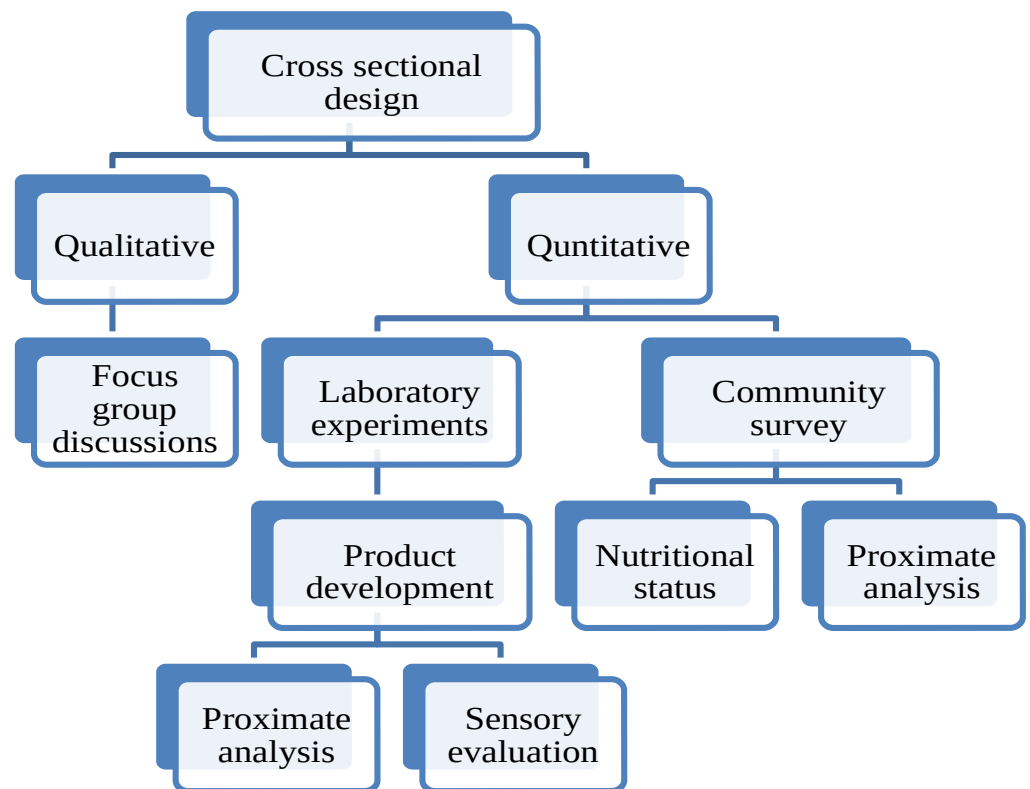 Cross sectional
design
Qualitative
Quntitative
Focus
group
discussions
Laboratory
experiments
Community
survey
Product
development
Nutritional
status
Proximate
analysis
Proximate
analysis
Sensory
evaluation